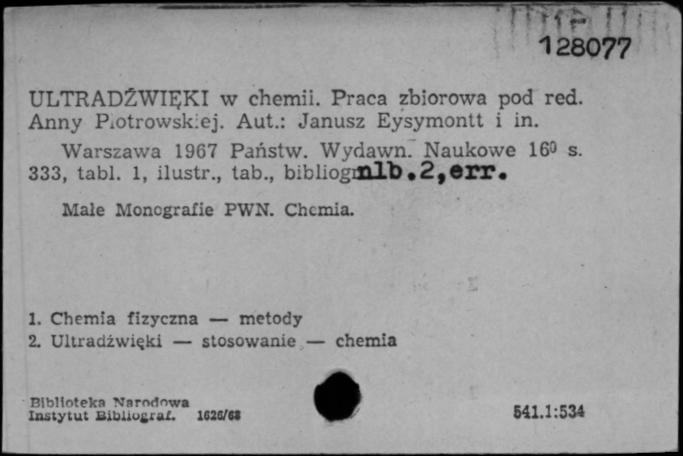 128077
ULTRADŹWIĘKI w chemii. Praca zbiorowa pod red.
Anny Piotrowskiej. Aut.: Janusz Eysymontt i in.
Warszawa 1967 Państw. Wydawn. Naukowe 16⁰ s.
333, tabl. 1, ilustr., tab., bibliogr nlb.2,err.
Małe Monografie PWN. Chemia.
1. Chemia fizyczna — metody
2. Ultradźwięki — stosowanie — chemia
Biblioteka Narodowa
Instytut Bibliograf. 1626/68
541.1:534